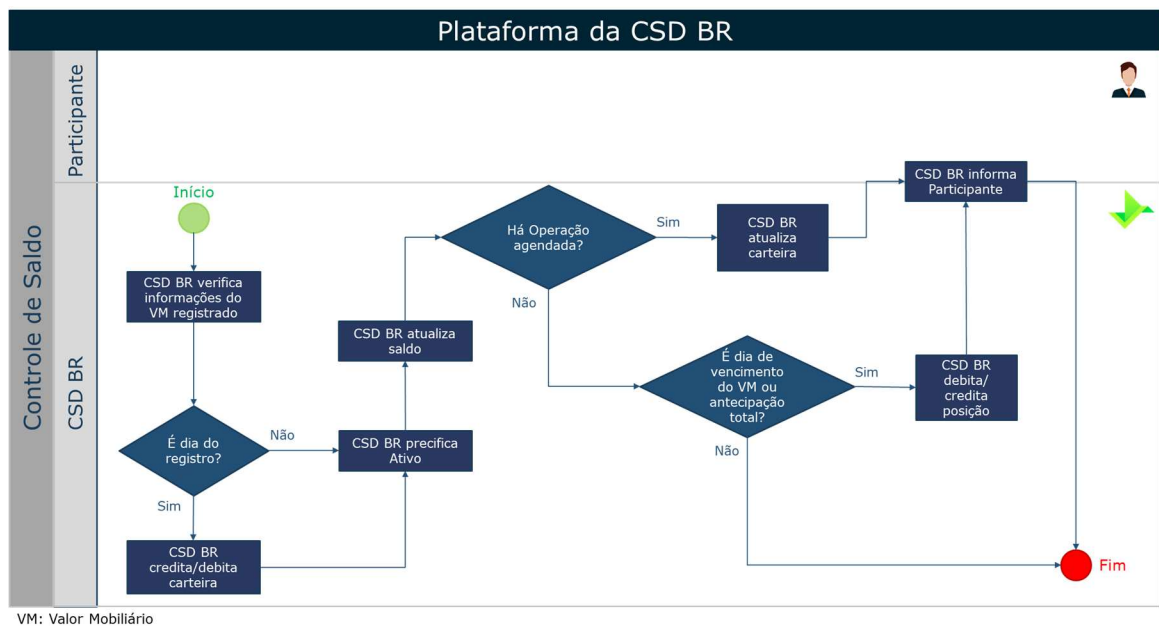 Plataforma da CSD BR
Controle de Saldo
Participante
CSD BR
Início
CSD BR verifica
informações do
VM registrado
É dia do
registro?
Não
Sim
CSD BR
credita/debita
carteira
CSD BR precifica
Ativo
CSD BR atualiza
saldo
Há Operação
agendada?
Sim
Não
CSD BR
atualiza
carteira
CSD BR informa
Participante
É dia de
vencimento
do VM ou
antecipação
total?
Sim
Não
CSD BR
debita/
credita
posição
Fim
VM: Valor Mobiliário